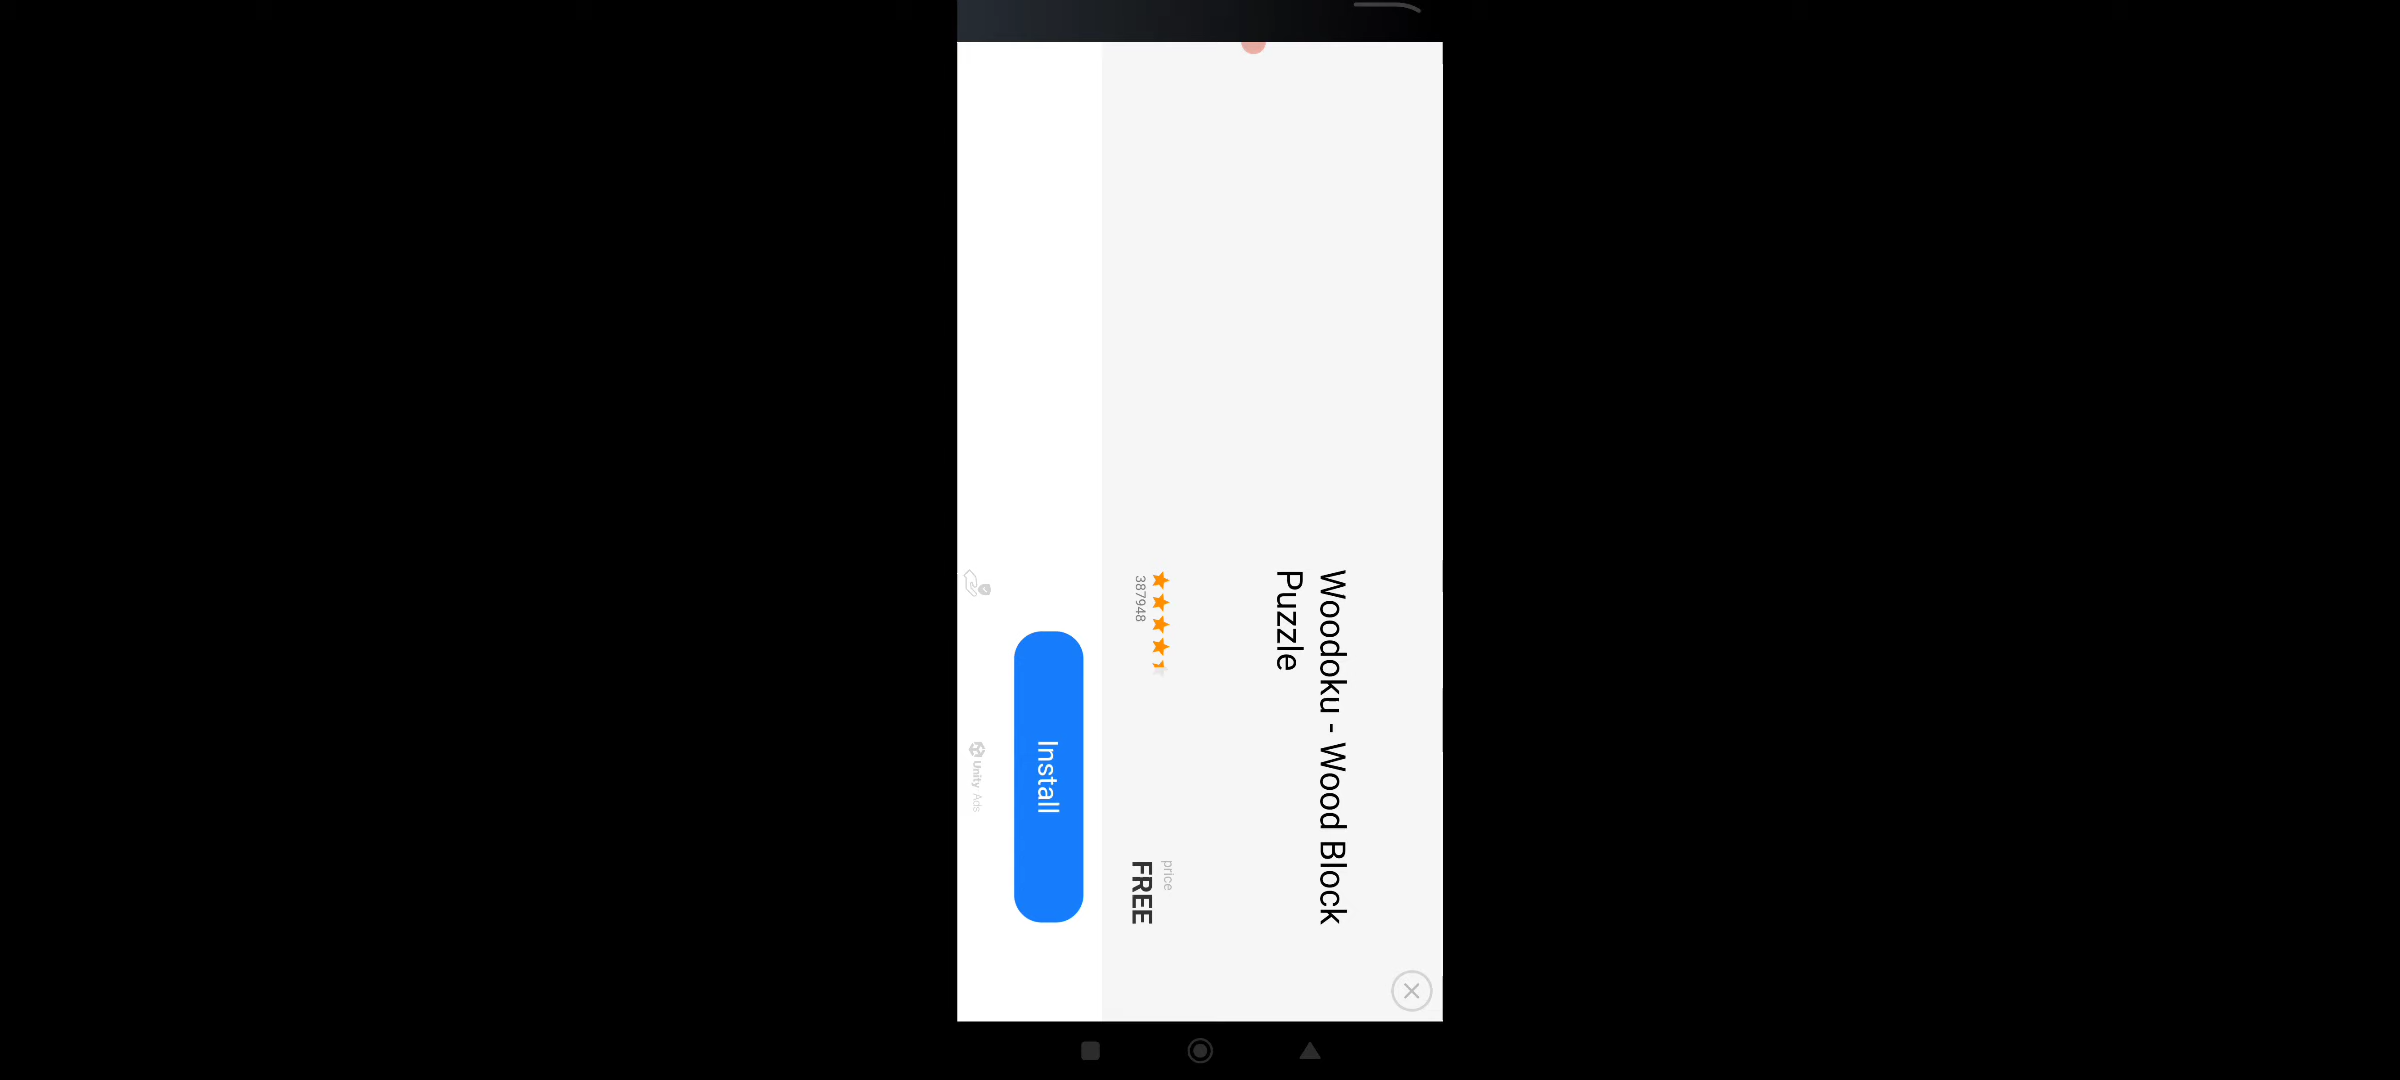 Woodoku - Wood Block
Puzzle
387948
price
FREE
Install
Unity Ads